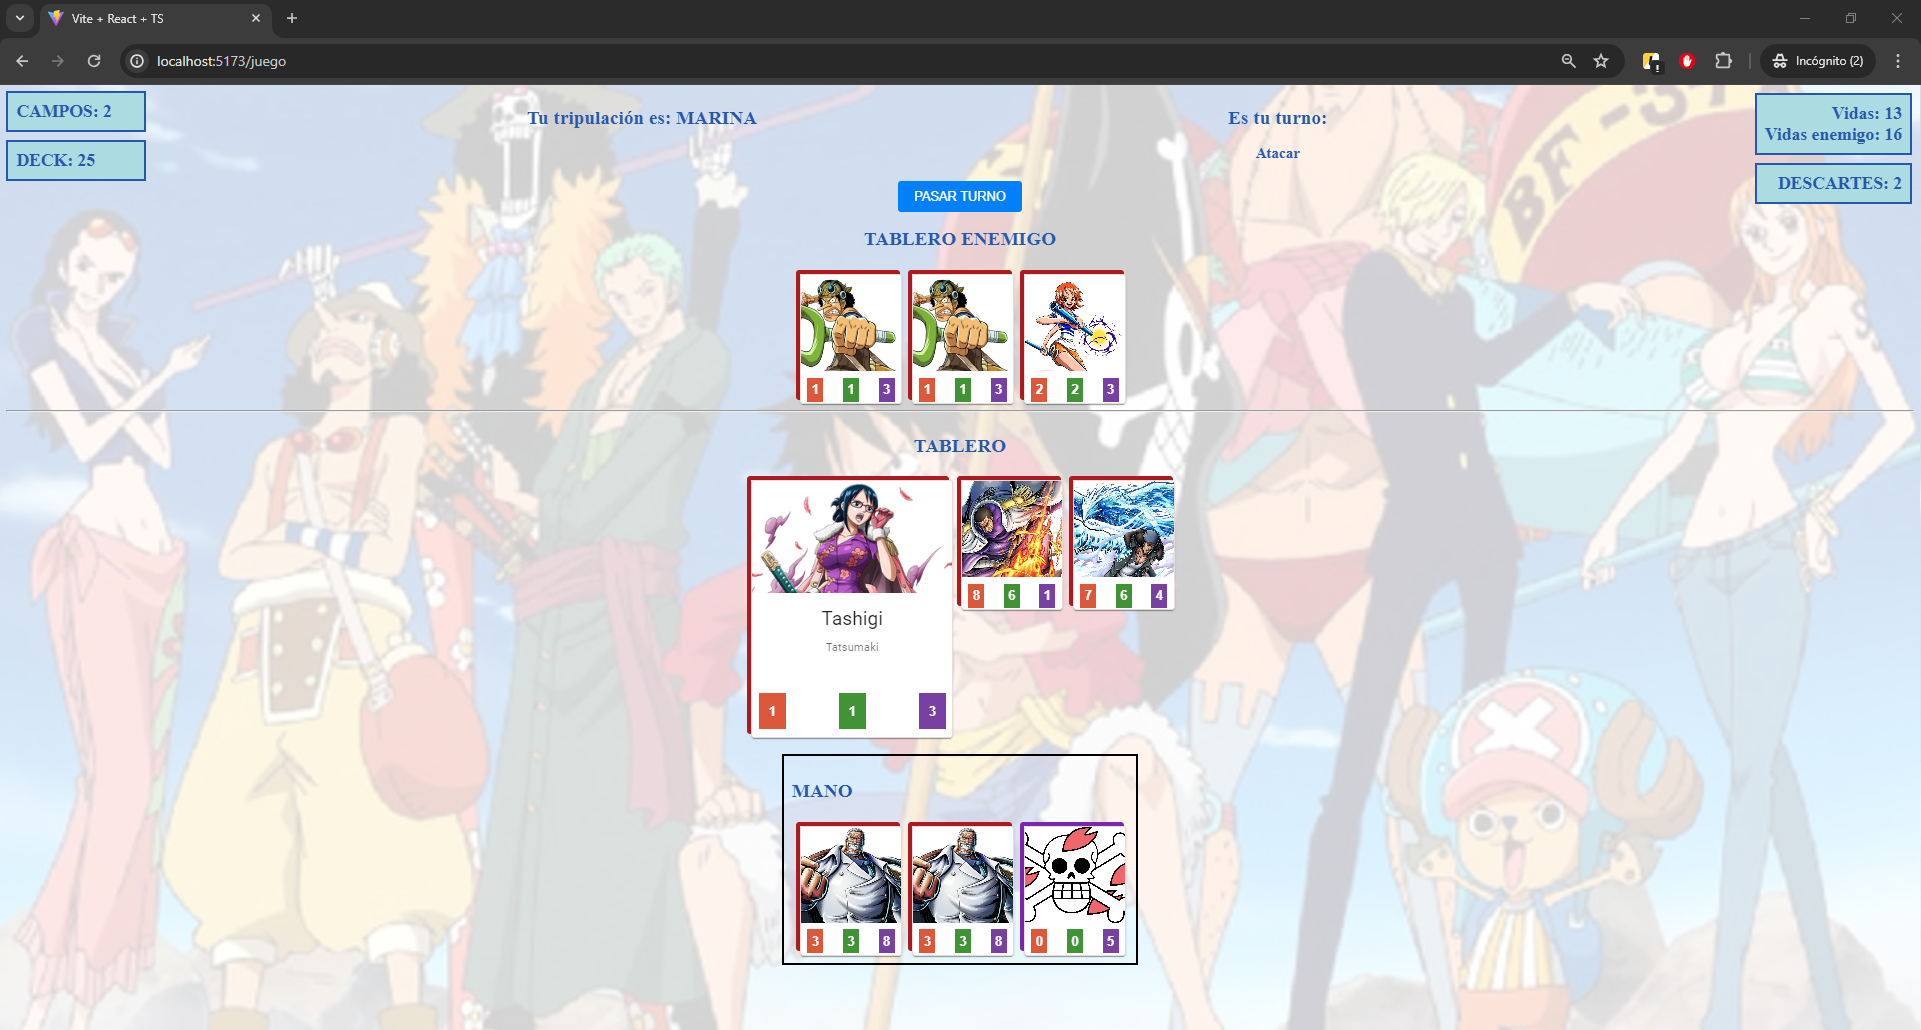 Vite + React + TS
localhost:5173/juego
Incógnito (2)
CAMPOS: 2
DECK: 25
Tu tripulación es: MARINA
Es tu turno:
Atacar
Vidas: 13
Vidas enemigo: 16
DESCARTES: 2
PASAR TURNO
TABLERO ENEMIGO
1 1 3
1 1 3
2 2 3
TABLERO
Tashigi
Tatsumaki
1 1 3
8 6 1
7 6 4
MANO
3 3 8
3 3 8
0 0 5
BF-37